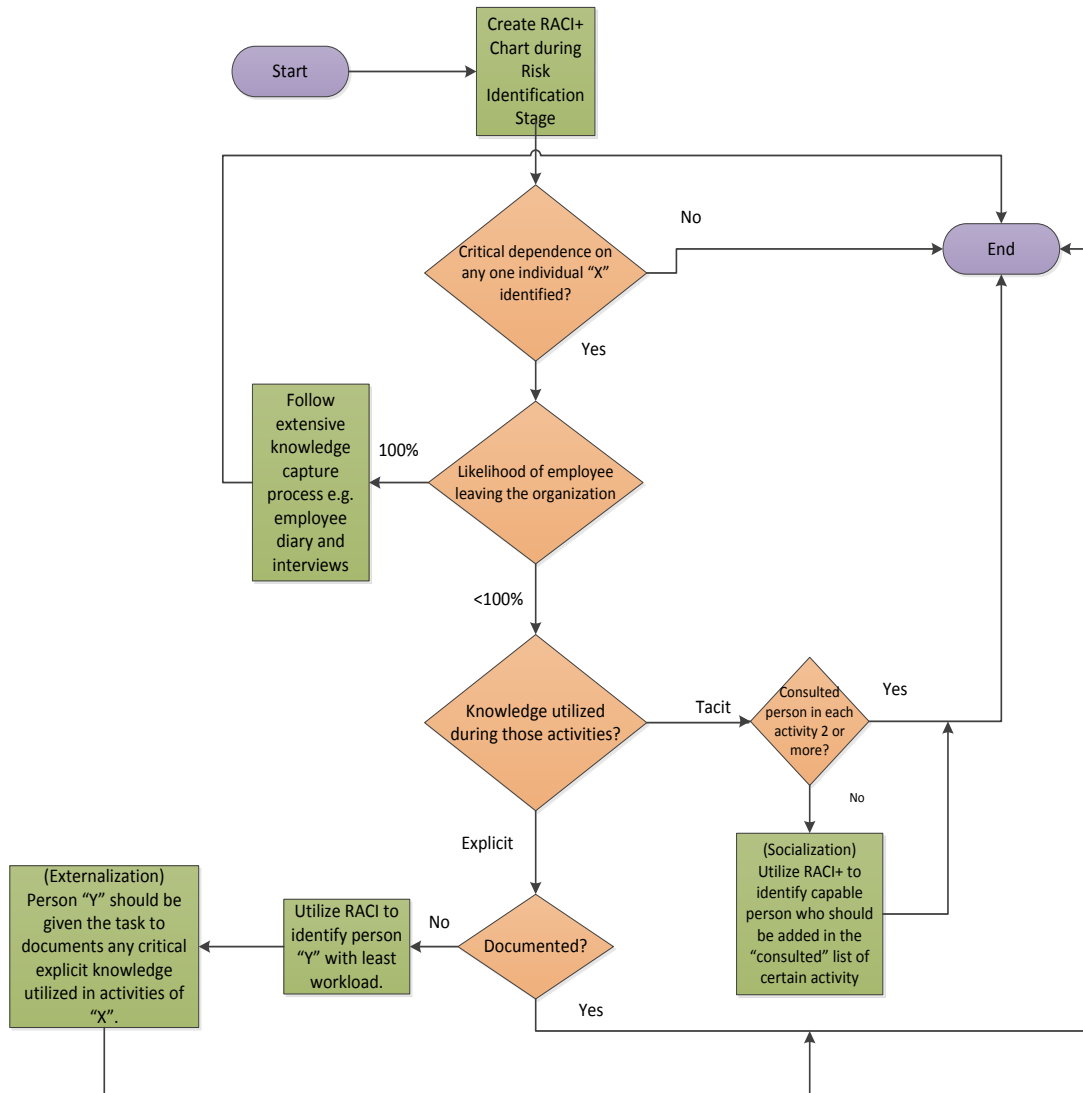 Create RACI+
Chart during
Risk
Identification
Stage
Start
No
End
Critical dependence on
any one individual “X”
identified?
Yes
Follow
extensive
knowledge
capture
process e.g.
employee
diary and
interviews
100%
Likelihood of employee
leaving the organization
<100%
Knowledge utilized
during those activities?
Tacit
Consulted
person in each
activity 2 or
more?
Yes
No
(Socialization)
Utilize RACI+ to
identify capable
person who should
be added in the
“consulted” list of
certain activity
Explicit
(Externalization)
Person “Y” should be
given the task to
documents any critical
explicit knowledge
utilized in activities of
“X”.
Utilize RACI to
identify person
“Y” with least
workload.
No
Documented?
Yes